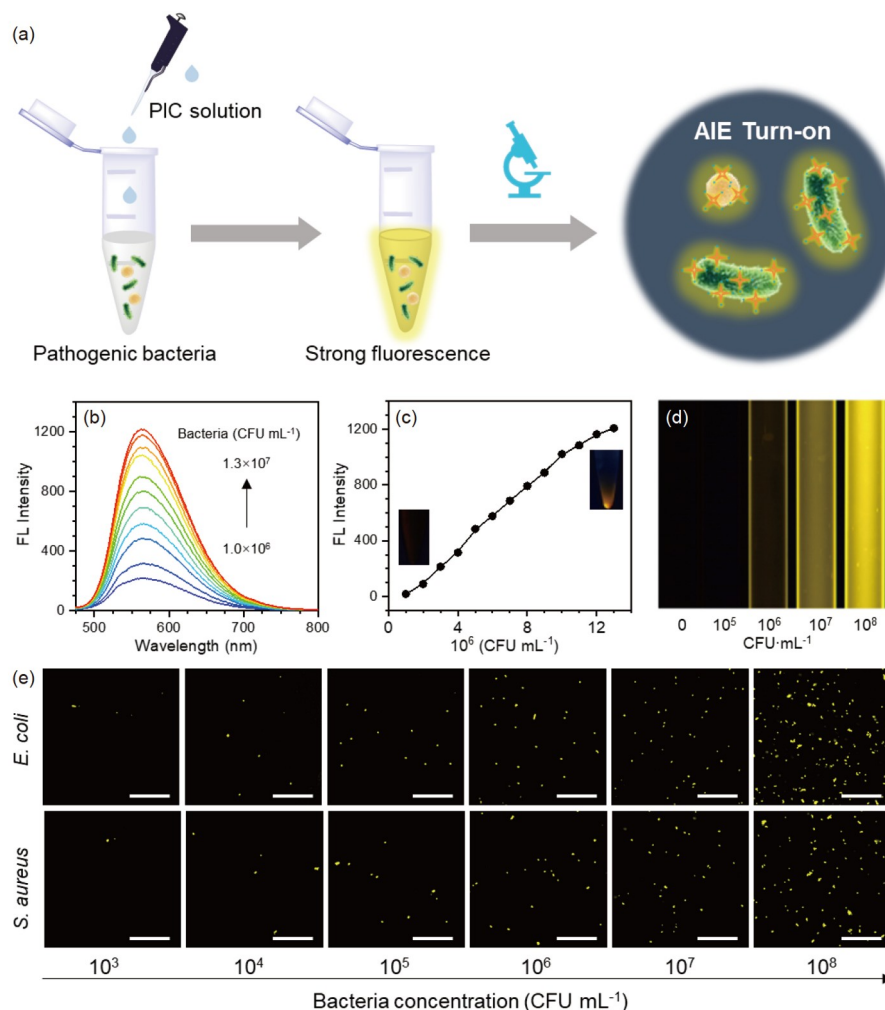 (a)
PIC solution
AIE Turn-on
Pathogenic bacteria
Strong fluorescence
(b)
Bacteria (CFU mL⁻¹)
1.3×10⁷
1.0×10⁶
FL Intensity
1200
900
800
400
0
500
600
700
800
Wavelength (nm)
(c)
FL Intensity
1200
800
400
0
0
4
8
12
10⁶ (CFU mL⁻¹)
(d)
0
10⁵
10⁶
10⁷
10⁸
CFU·mL⁻¹
(e)
E. coli
S. aureus
10³
10⁴
10⁵
10⁶
10⁷
10⁸
Bacteria concentration (CFU mL⁻¹)